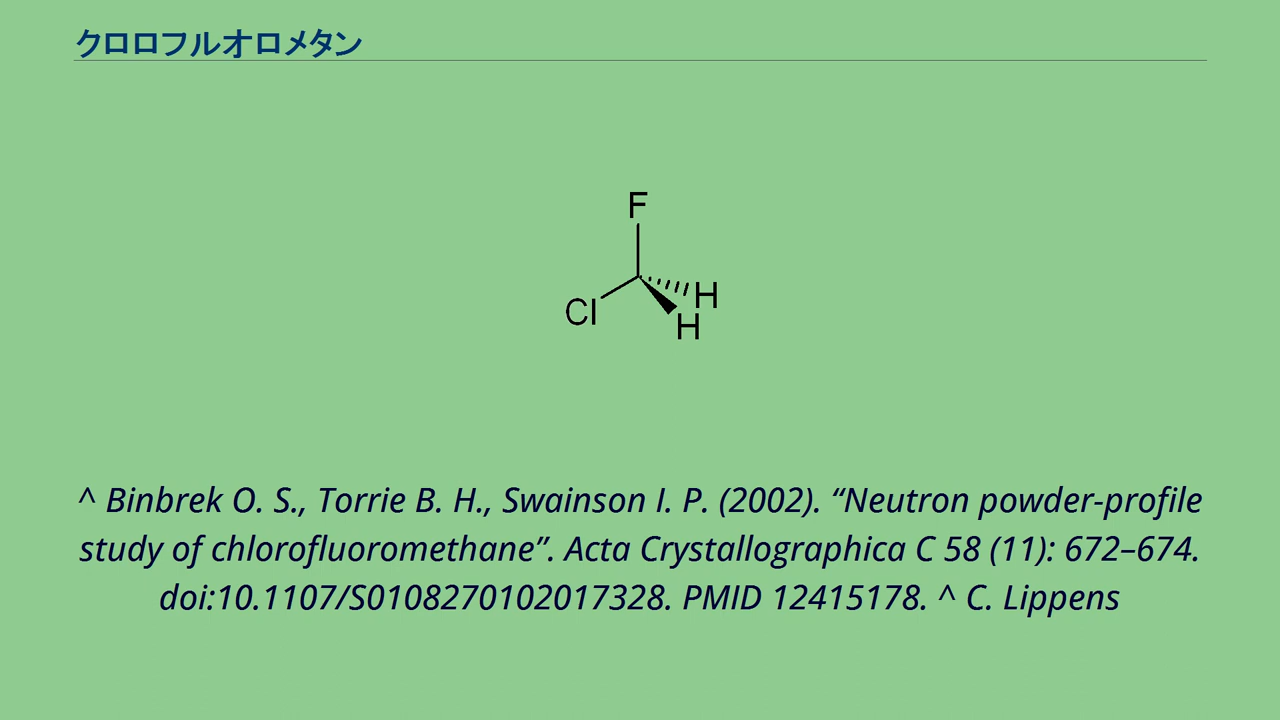 クロロフルオロメタン
F
Cl
H
H
^ Binbrek O. S., Torrie B. H., Swainson I. P. (2002). “Neutron powder-profile
study of chlorofluoromethane”. Acta Crystallographica C 58 (11): 672–674.
doi:10.1107/S0108270102017328. PMID 12415178. ^ C. Lippens